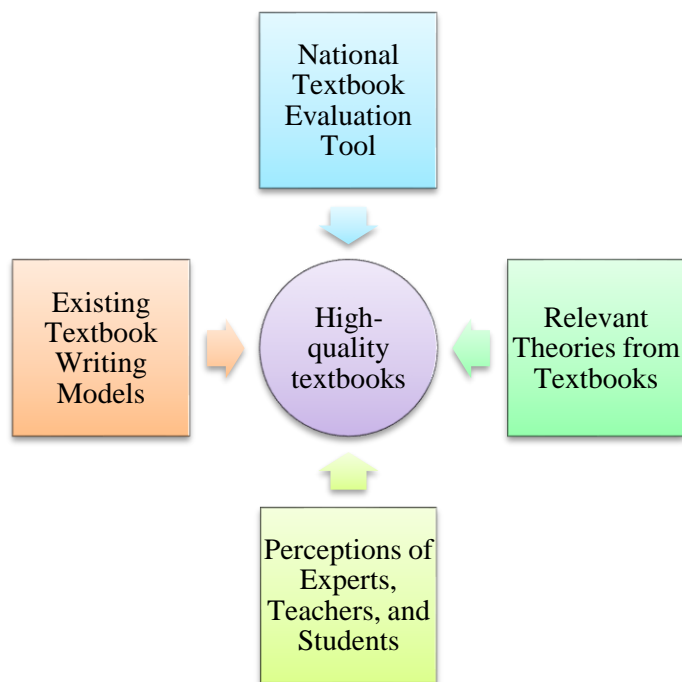 National
Textbook
Evaluation
Tool
Existing
Textbook
Writing
Models
High-
quality
textbooks
Relevant
Theories from
Textbooks
Perceptions of
Experts,
Teachers, and
Students